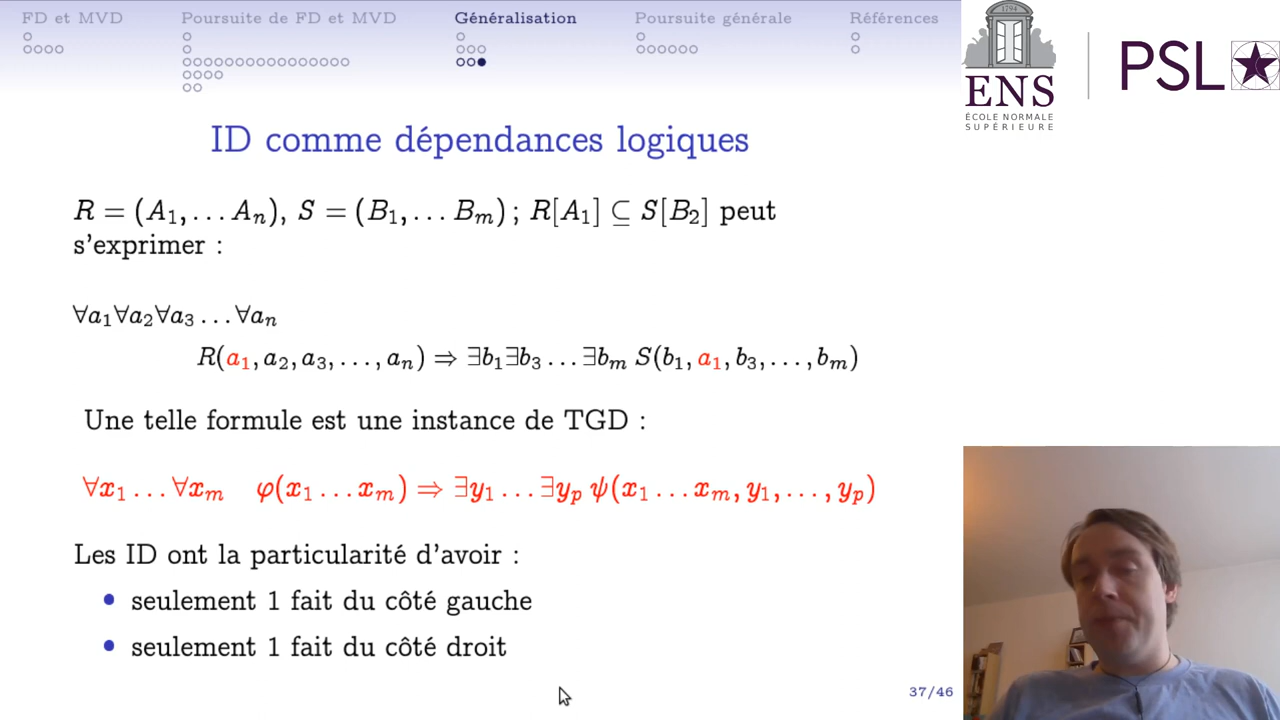 FD et MVD Poursuite de FD et MVD Généralisation Poursuite générale Références
1794
ENS
ÉCOLE NORMALE
SUPÉRIEURE
PSL
ID comme dépendances logiques
R = (A₁, … Aₙ), S = (B₁, … Bₘ) ; R[A₁] ⊆ S[B₂] peut
s'exprimer :
∀a₁∀a₂∀a₃ … ∀aₙ
R(a₁, a₂, a₃, …, aₙ) ⇒ ∃b₁∃b₃ … ∃bₘ S(b₁, a₁, b₃, …, bₘ)
Une telle formule est une instance de TGD :
∀x₁ … ∀xₘ φ(x₁ … xₘ) ⇒ ∃y₁ … ∃yₚ ψ(x₁ … xₘ, y₁, …, yₚ)
Les ID ont la particularité d'avoir :
• seulement 1 fait du côté gauche
• seulement 1 fait du côté droit
37/46